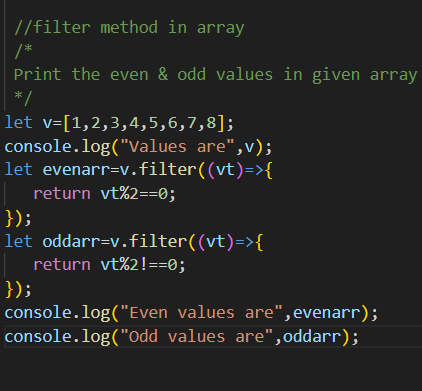 //filter method in array
/*
Print the even & odd values in given array
*/
let v=[1,2,3,4,5,6,7,8];
console.log("Values are",v);
let evenarr=v.filter((vt)=>{
return vt%2==0;
});
let oddarr=v.filter((vt)=>{
return vt%2!==0;
});
console.log("Even values are",evenarr);
console.log("Odd values are",oddarr);